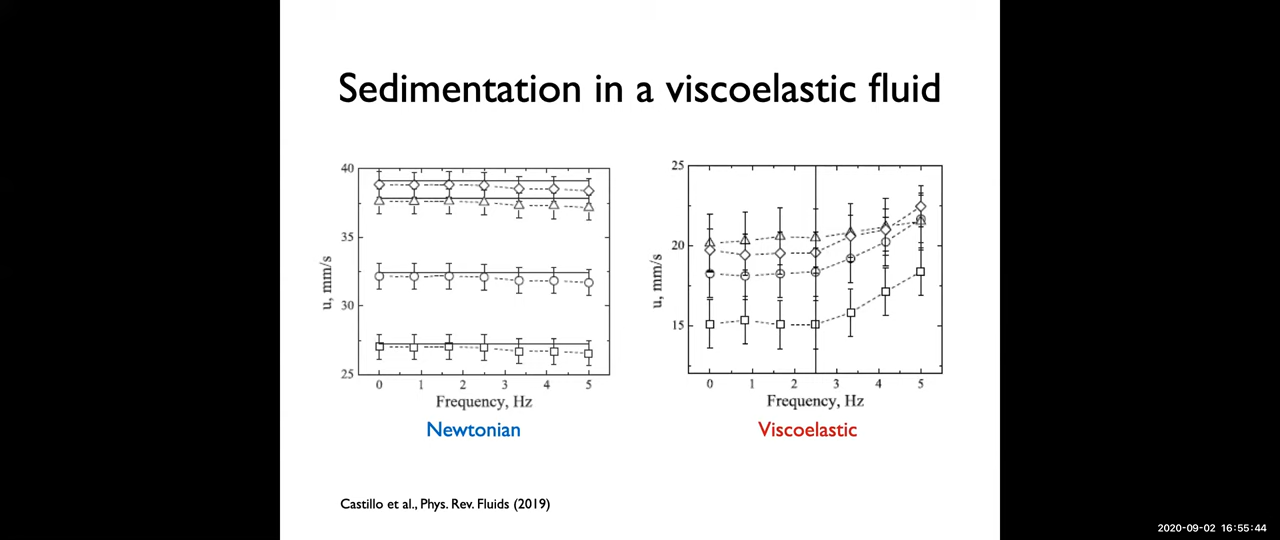 Sedimentation in a viscoelastic fluid
40
35
30
25
u, mm/s
0 1 2 3 4 5
Frequency, Hz
Newtonian
25
20
15
u, mm/s
0 1 2 3 4 5
Frequency, Hz
Viscoelastic
Castillo et al., Phys. Rev. Fluids (2019)
2020-09-02 16:55:44